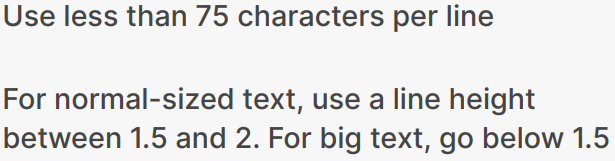 Use less than 75 characters per line
For normal-sized text, use a line height
between 1.5 and 2. For big text, go below 1.5